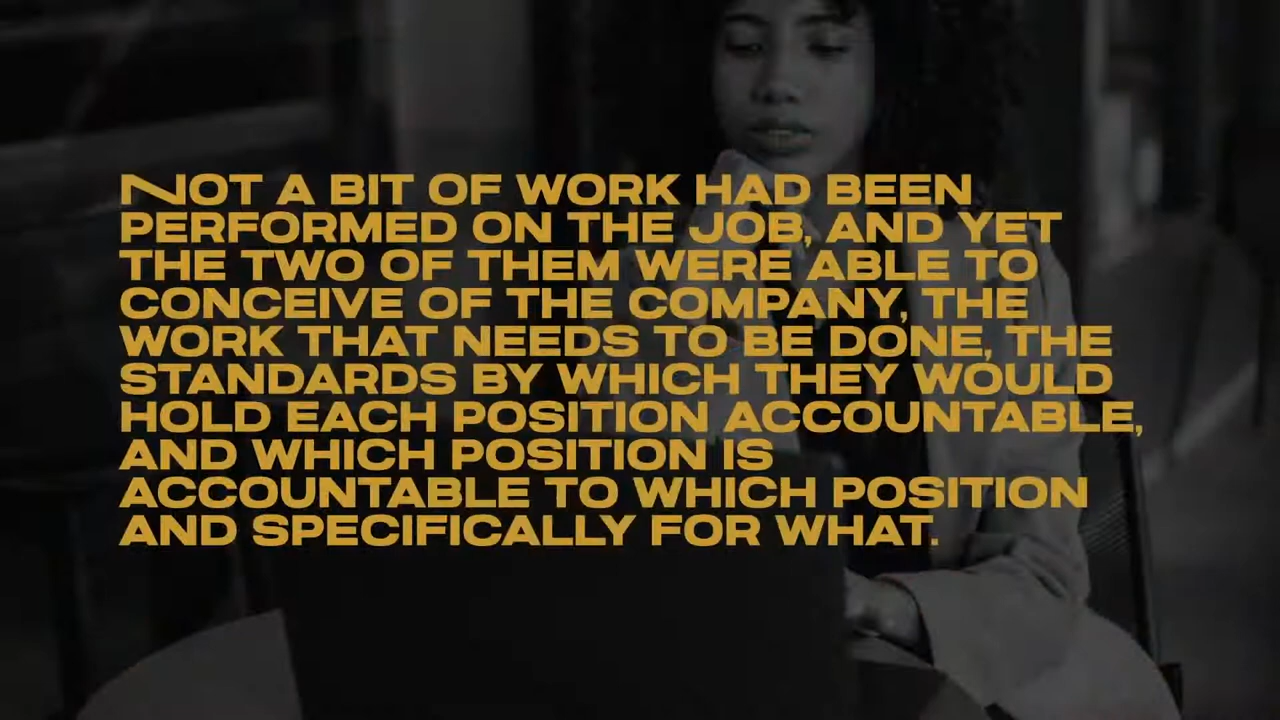 NOT A BIT OF WORK HAD BEEN
PERFORMED ON THE JOB, AND YET
THE TWO OF THEM WERE ABLE TO
CONCEIVE OF THE COMPANY, THE
WORK THAT NEEDS TO BE DONE, THE
STANDARDS BY WHICH THEY WOULD
HOLD EACH POSITION ACCOUNTABLE,
AND WHICH POSITION IS
ACCOUNTABLE TO WHICH POSITION
AND SPECIFICALLY FOR WHAT.